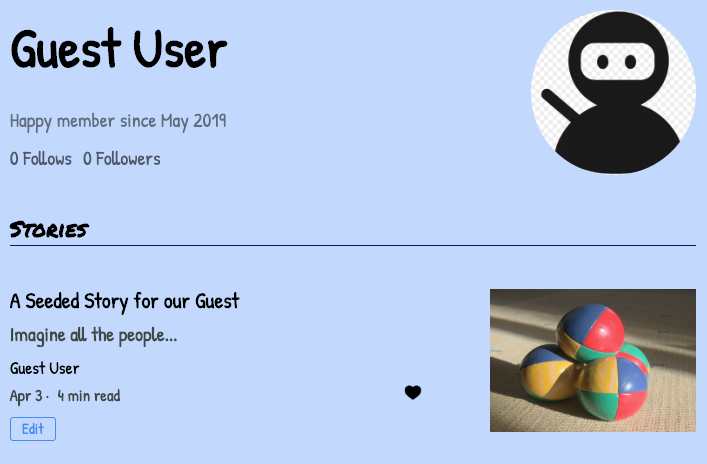 Guest User
Happy member since May 2019
0 Follows 0 Followers
Stories
A Seeded Story for our Guest
Imagine all the people...
Guest User
Apr 3 · 4 min read
Edit